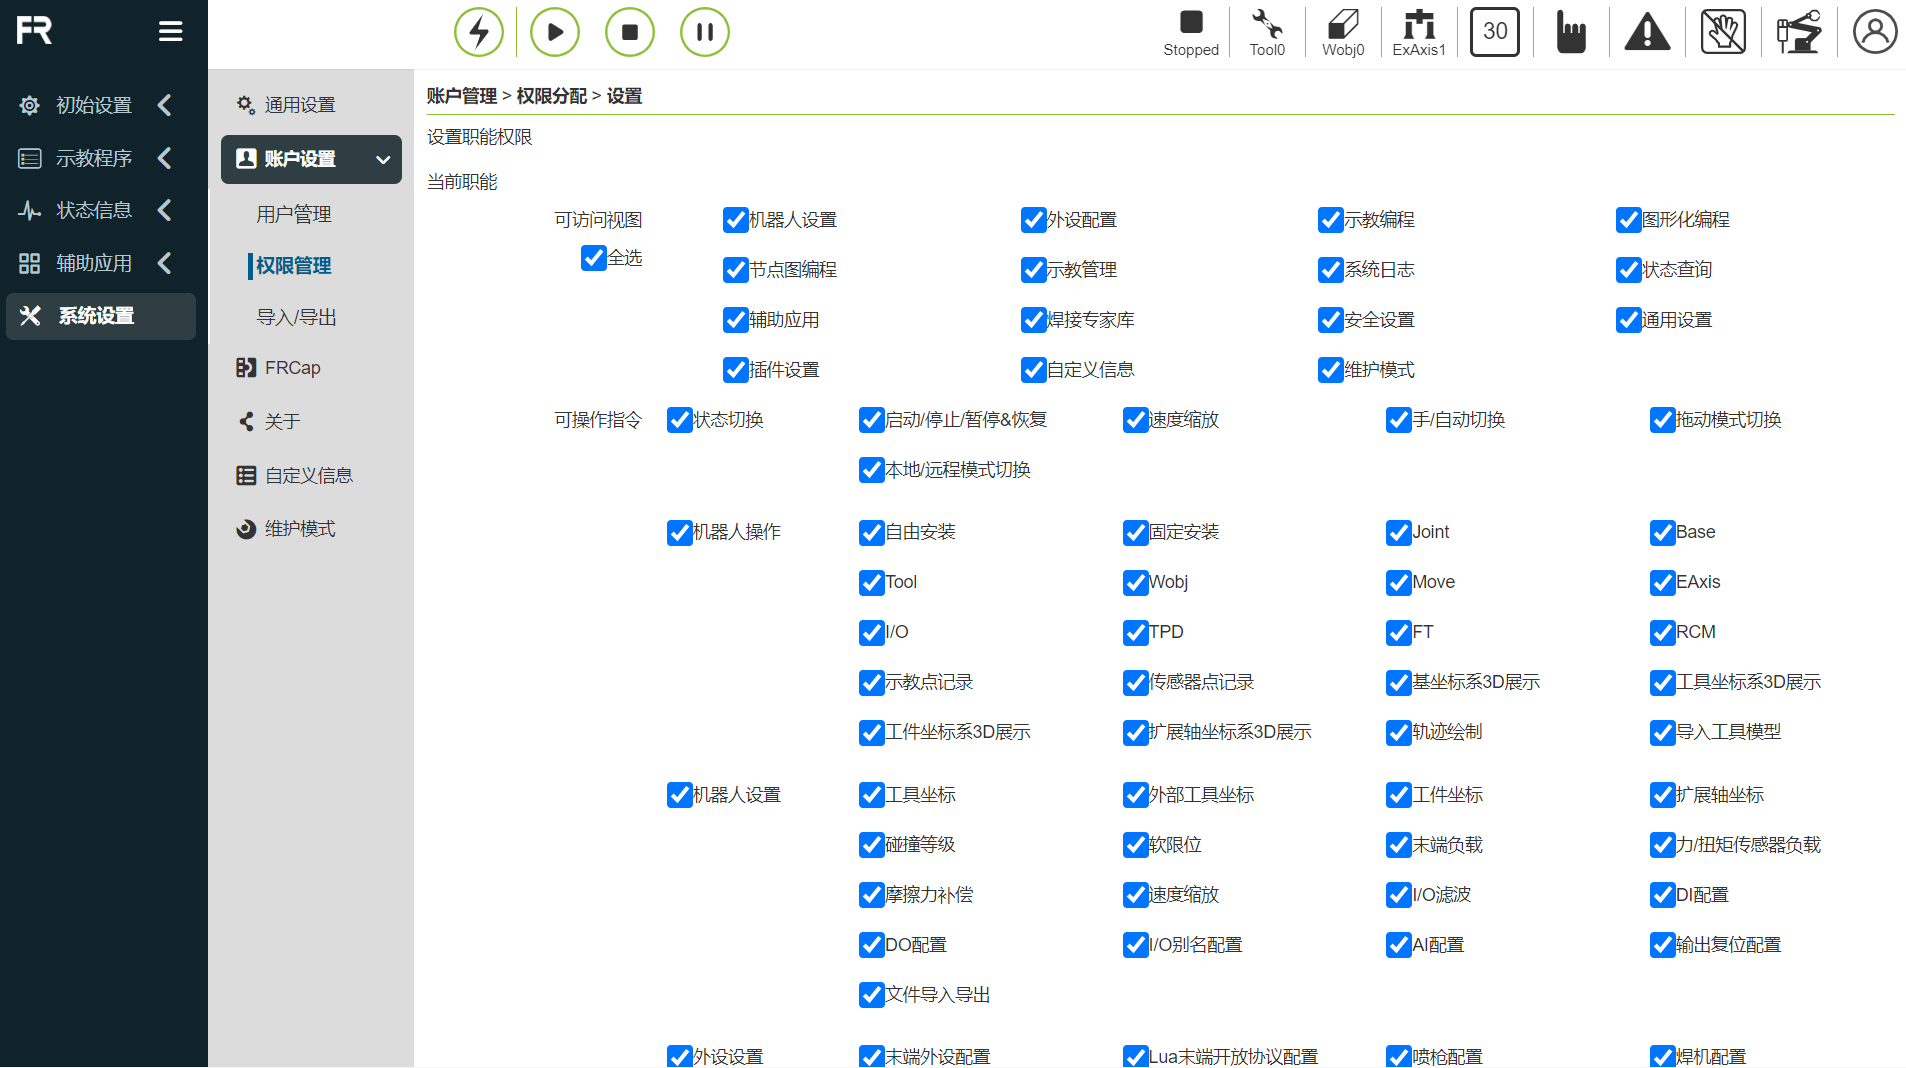 FR
Stopped
Tool0
Wobj0
ExAxis1
30
初始设置
示教程序
状态信息
辅助应用
系统设置
通用设置
账户设置
用户管理
权限管理
导入/导出
FRCap
关于
自定义信息
维护模式
账户管理 > 权限分配 > 设置
设置职能权限
当前职能
可访问视图 机器人设置 外设配置 示教编程 图形化编程
全选
节点图编程 示教管理 系统日志 状态查询
辅助应用 焊接专家库 安全设置 通用设置
插件设置 自定义信息 维护模式
可操作指令 状态切换 启动/停止/暂停&恢复 速度缩放 手/自动切换 拖动模式切换
本地/远程模式切换
机器人操作 自由安装 固定安装 Joint Base
Tool Wobj Move EAxis
I/O TPD FT RCM
示教点记录 传感器点记录 基坐标系3D展示 工具坐标系3D展示
工件坐标系3D展示 扩展轴坐标系3D展示 轨迹绘制 导入工具模型
机器人设置 工具坐标 外部工具坐标 工件坐标 扩展轴坐标
碰撞等级 软限位 末端负载 力/扭矩传感器负载
摩擦力补偿 速度缩放 I/O滤波 DI配置
DO配置 I/O别名配置 AI配置 输出复位配置
文件导入导出
外设设置 末端外设配置 Lua末端开放协议配置 喷枪配置 焊机配置